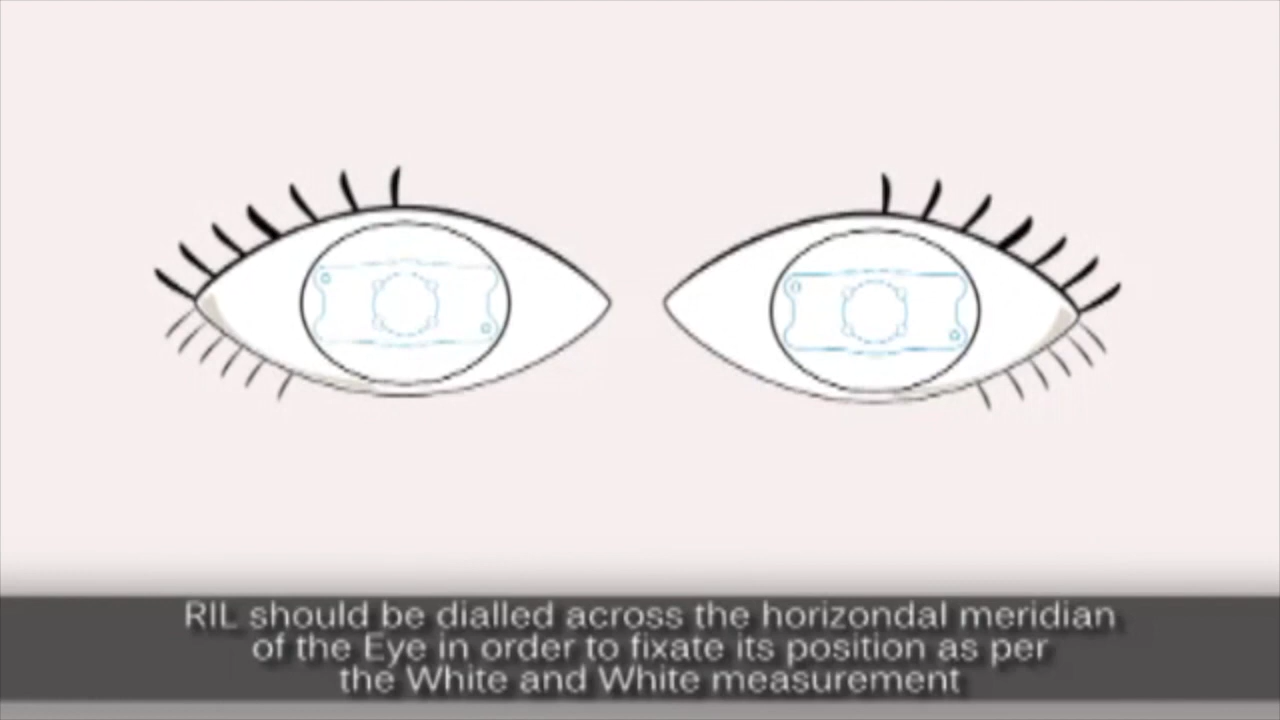 RIL should be dialled across the horizondal meridian
of the Eye in order to fixate its position as per
the White and White measurement